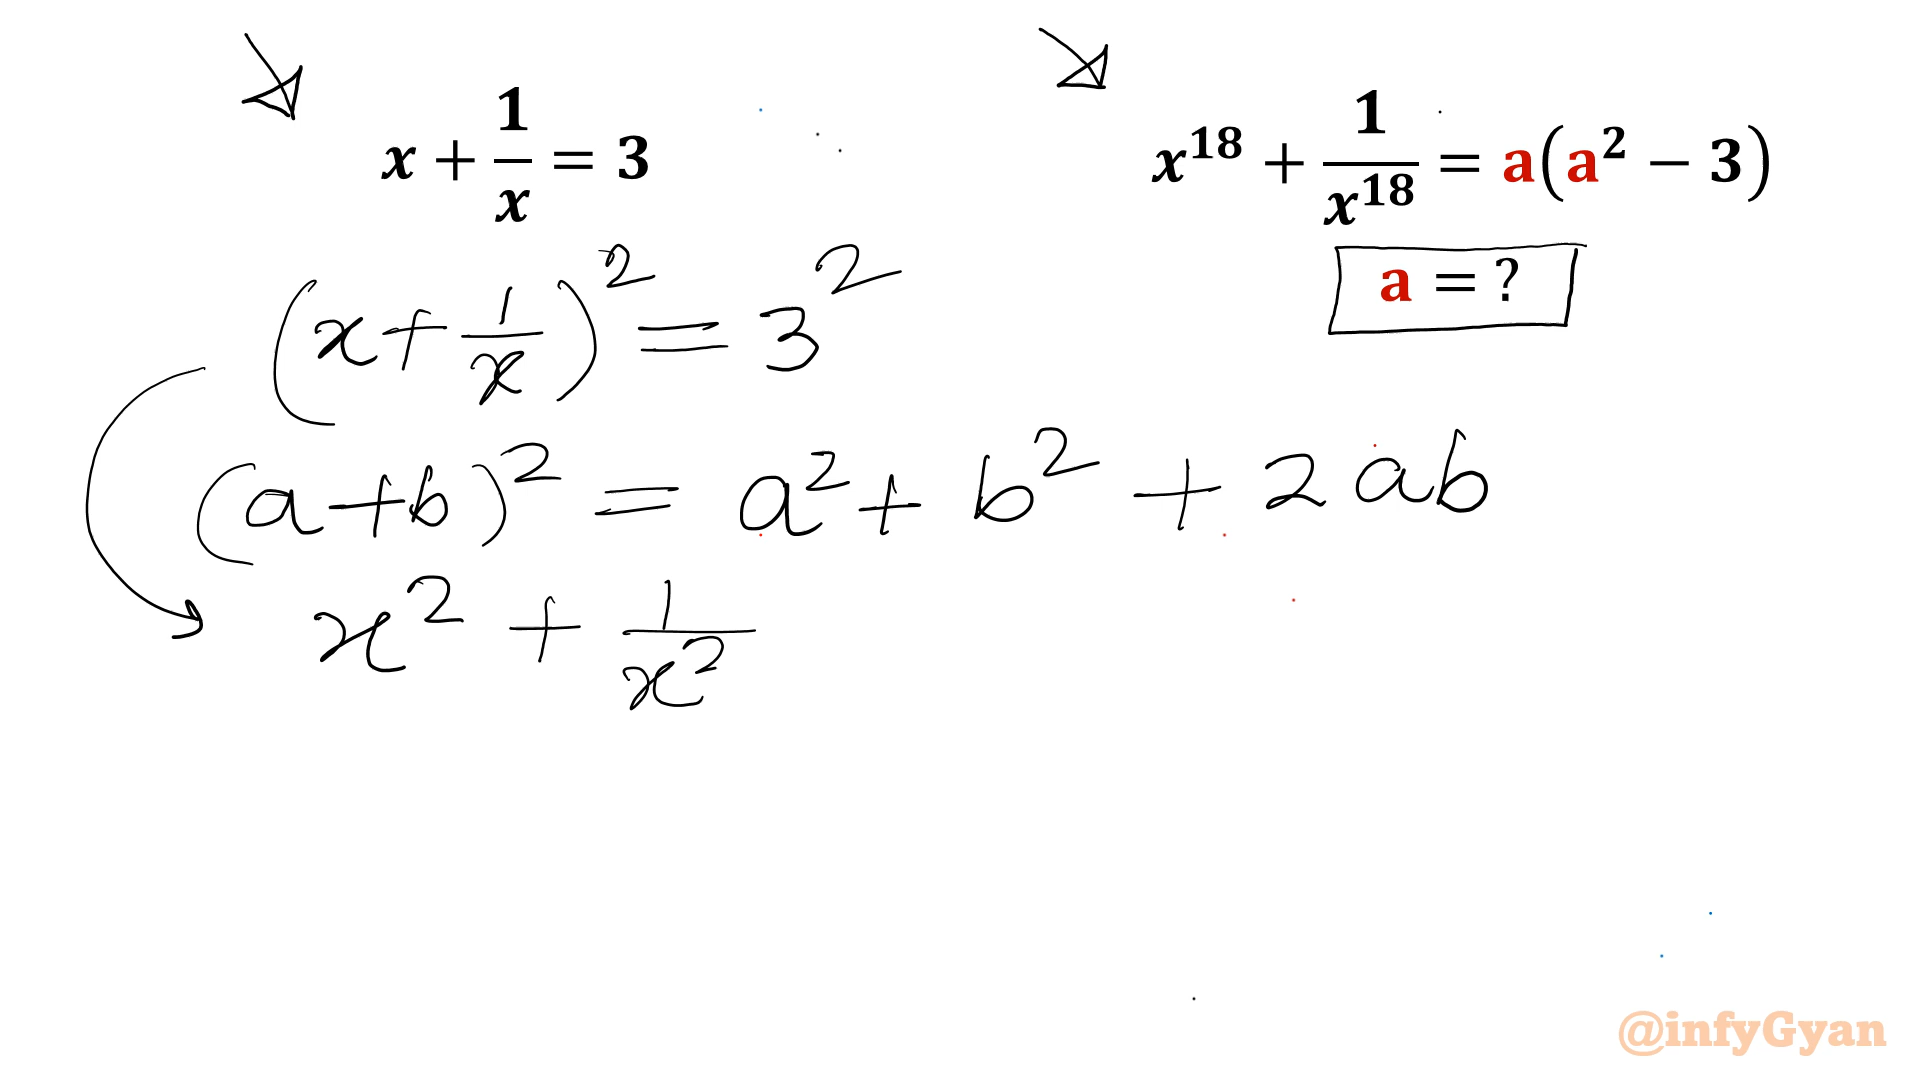 x + 1/x = 3
x^18 + 1/x^18 = a(a^2 − 3)
a = ?
(x + 1/x)^2 = 3^2
(a+b)^2 = a^2 + b^2 + 2ab
x^2 + 1/x^2
@infyGyan